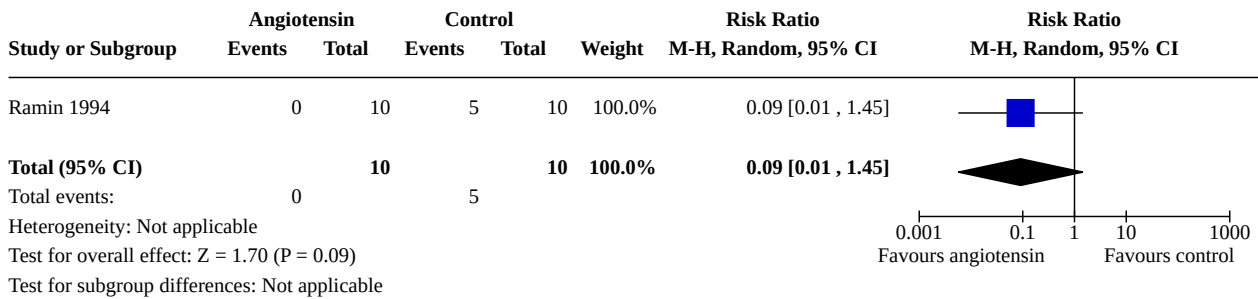 Angiotensin Control Risk Ratio Risk Ratio
Study or Subgroup Events Total Events Total Weight M-H, Random, 95% CI M-H, Random, 95% CI
Ramin 1994 0 10 5 10 100.0% 0.09 [0.01 , 1.45]
Total (95% CI) 10 10 100.0% 0.09 [0.01 , 1.45]
Total events: 0 5
Heterogeneity: Not applicable
0.001 0.1 1 10 1000
Test for overall effect: Z = 1.70 (P = 0.09) Favours angiotensin Favours control
Test for subgroup differences: Not applicable